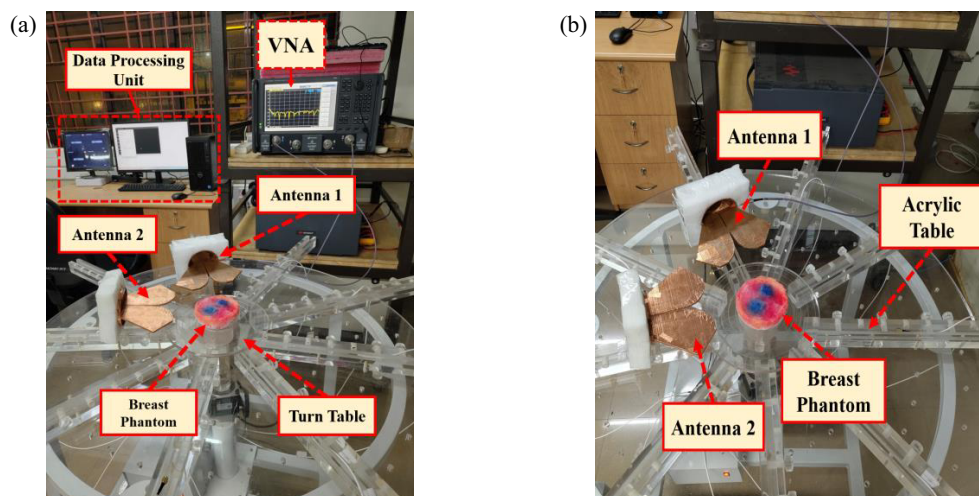 (a)
VNA
Data Processing
Unit
Antenna 1
Antenna 2
Breast
Phantom
Turn Table
(b)
Antenna 1
Acrylic
Table
Breast
Phantom
Antenna 2